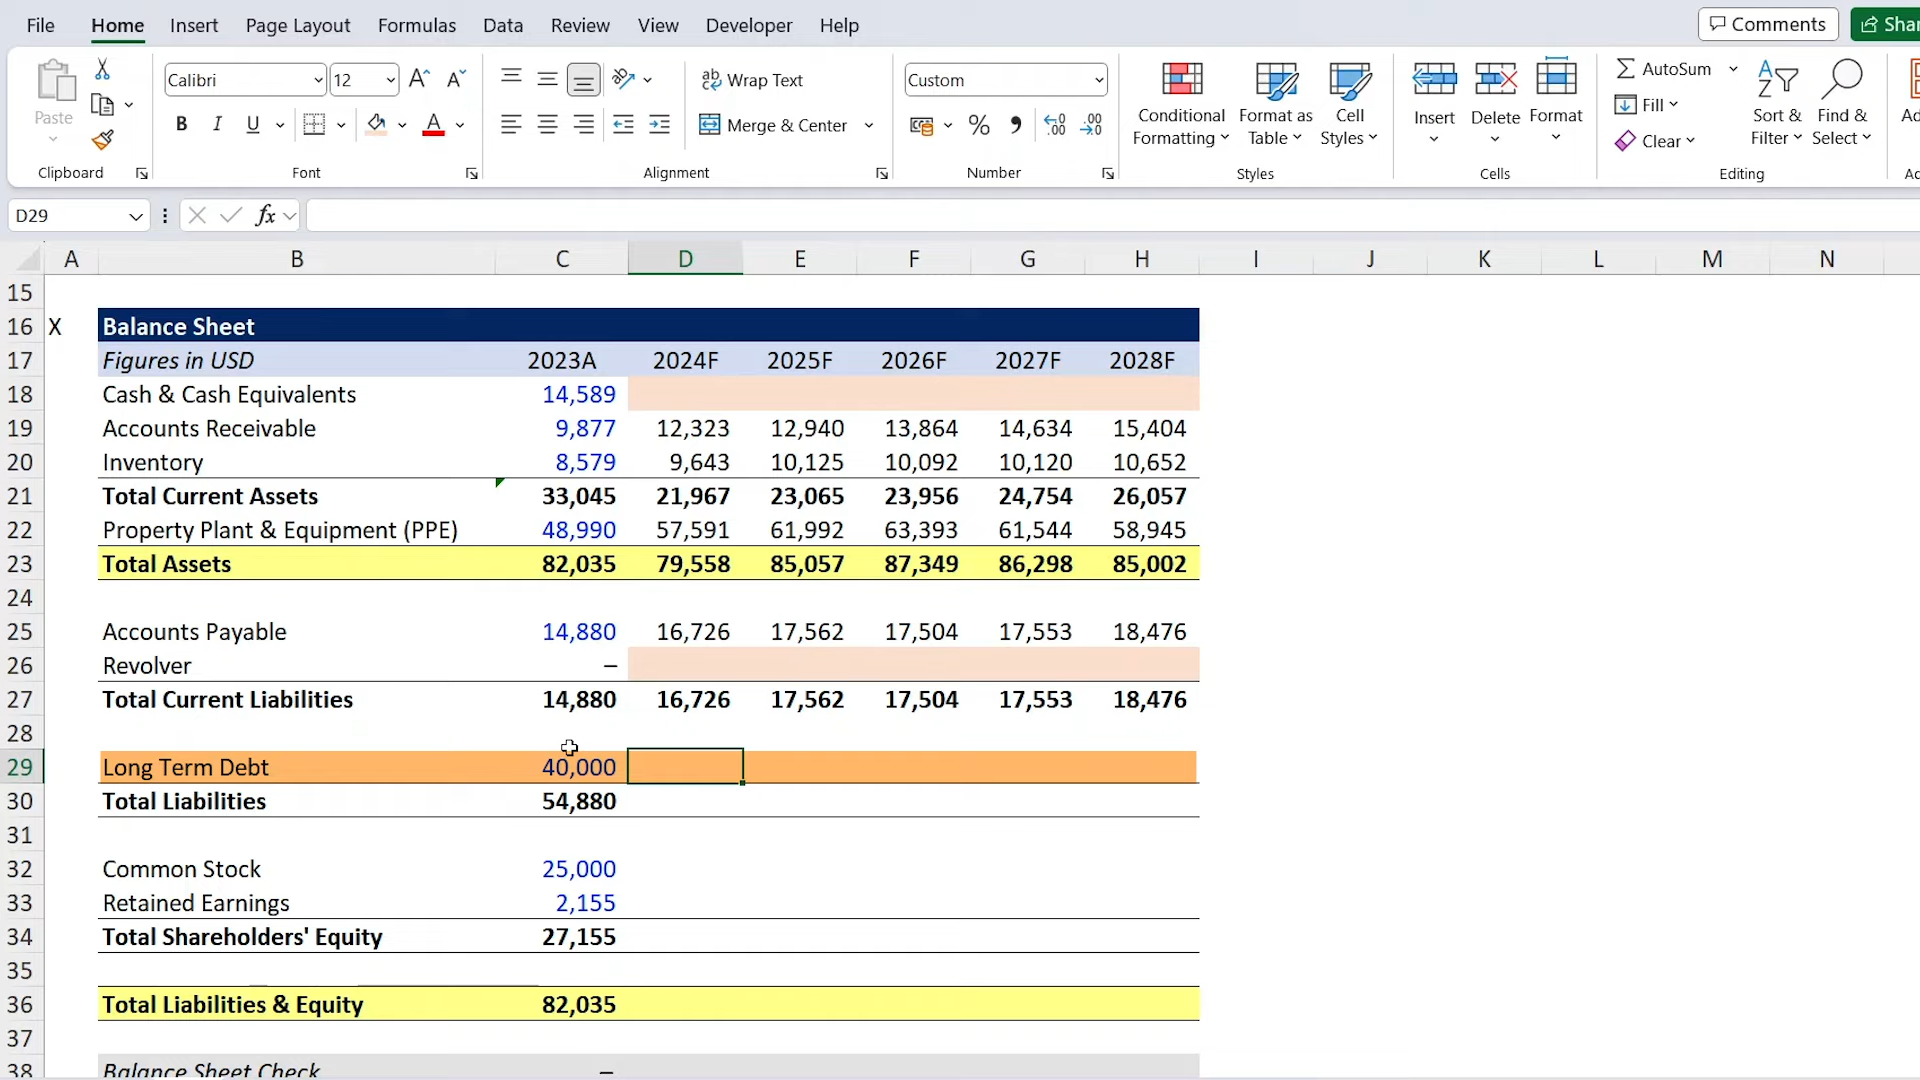 File Home Insert Page Layout Formulas Data Review View Developer Help Comments
Calibri 12 Wrap Text Custom AutoSum
Paste Conditional Formatting Format as Table Cell Styles Insert Delete Format Fill Sort & Filter Find & Select
B I U Merge & Center % Clear
Clipboard Font Alignment Number Styles Cells Editing
D29 fx
A B C D E F G H I J K L M N
15
16 X Balance Sheet
17 Figures in USD 2023A 2024F 2025F 2026F 2027F 2028F
18 Cash & Cash Equivalents 14,589
19 Accounts Receivable 9,877 12,323 12,940 13,864 14,634 15,404
20 Inventory 8,579 9,643 10,125 10,092 10,120 10,652
21 Total Current Assets 33,045 21,967 23,065 23,956 24,754 26,057
22 Property Plant & Equipment (PPE) 48,990 57,591 61,992 63,393 61,544 58,945
23 Total Assets 82,035 79,558 85,057 87,349 86,298 85,002
24
25 Accounts Payable 14,880 16,726 17,562 17,504 17,553 18,476
26 Revolver –
27 Total Current Liabilities 14,880 16,726 17,562 17,504 17,553 18,476
28
29 Long Term Debt 40,000
30 Total Liabilities 54,880
31
32 Common Stock 25,000
33 Retained Earnings 2,155
34 Total Shareholders' Equity 27,155
35
36 Total Liabilities & Equity 82,035
37
38 Balance Sheet Check –